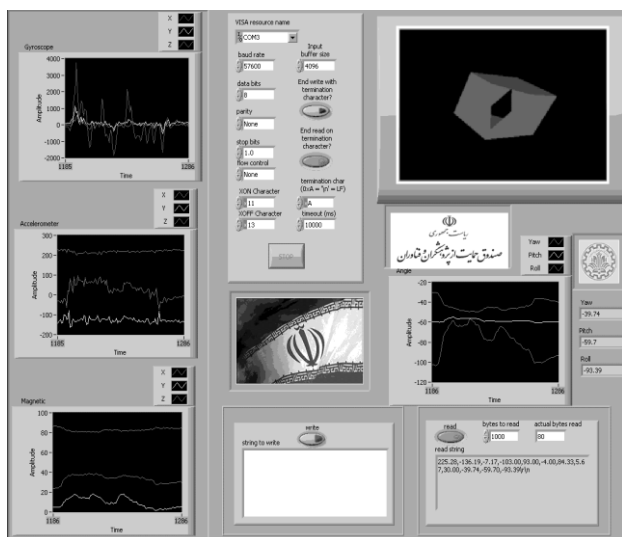 X
Y
Z
Gyroscope
4000
3000
2000
1000
0
-1000
-2000
Amplitude
1105
1286
Time
X
Y
Z
Accelerometer
300
200
100
0
-100
-200
Amplitude
1105
1286
Time
X
Y
Z
Magnetic
100
80
60
40
20
0
Amplitude
1186
1286
Time
VISA resource name
COM3
baud rate
57600
Input
buffer size
4096
data bits
8
End write with
termination
character?
parity
None
End read on
termination
character?
stop bits
1.0
flow control
None
termination char
(0xA = '\n' = LF)
XON Character
11
A
XOFF Character
13
timeout (ms)
10000
STOP
ریاست جمهوری
صندوق حمایت از پژوهشگران و فناوران
Yaw
Pitch
Roll
Angle
-20
-40
-60
-80
-100
-120
Amplitude
1186
1286
Time
Yaw
-39.74
Pitch
-59.7
Roll
-93.39
write
string to write
read
bytes to read
1000
actual bytes read
80
read string
225.28,-136.19,-7.17,-103.00,93.00,-4.00,84.33,5.6
7,30.00,-39.74,-59.70,-93.39\r\n